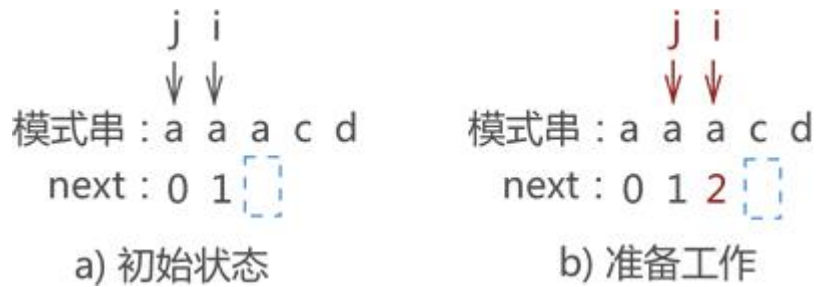 j i
模式串：a a a c d
next：0 1
a) 初始状态
j i
模式串：a a a c d
next：0 1 2
b) 准备工作